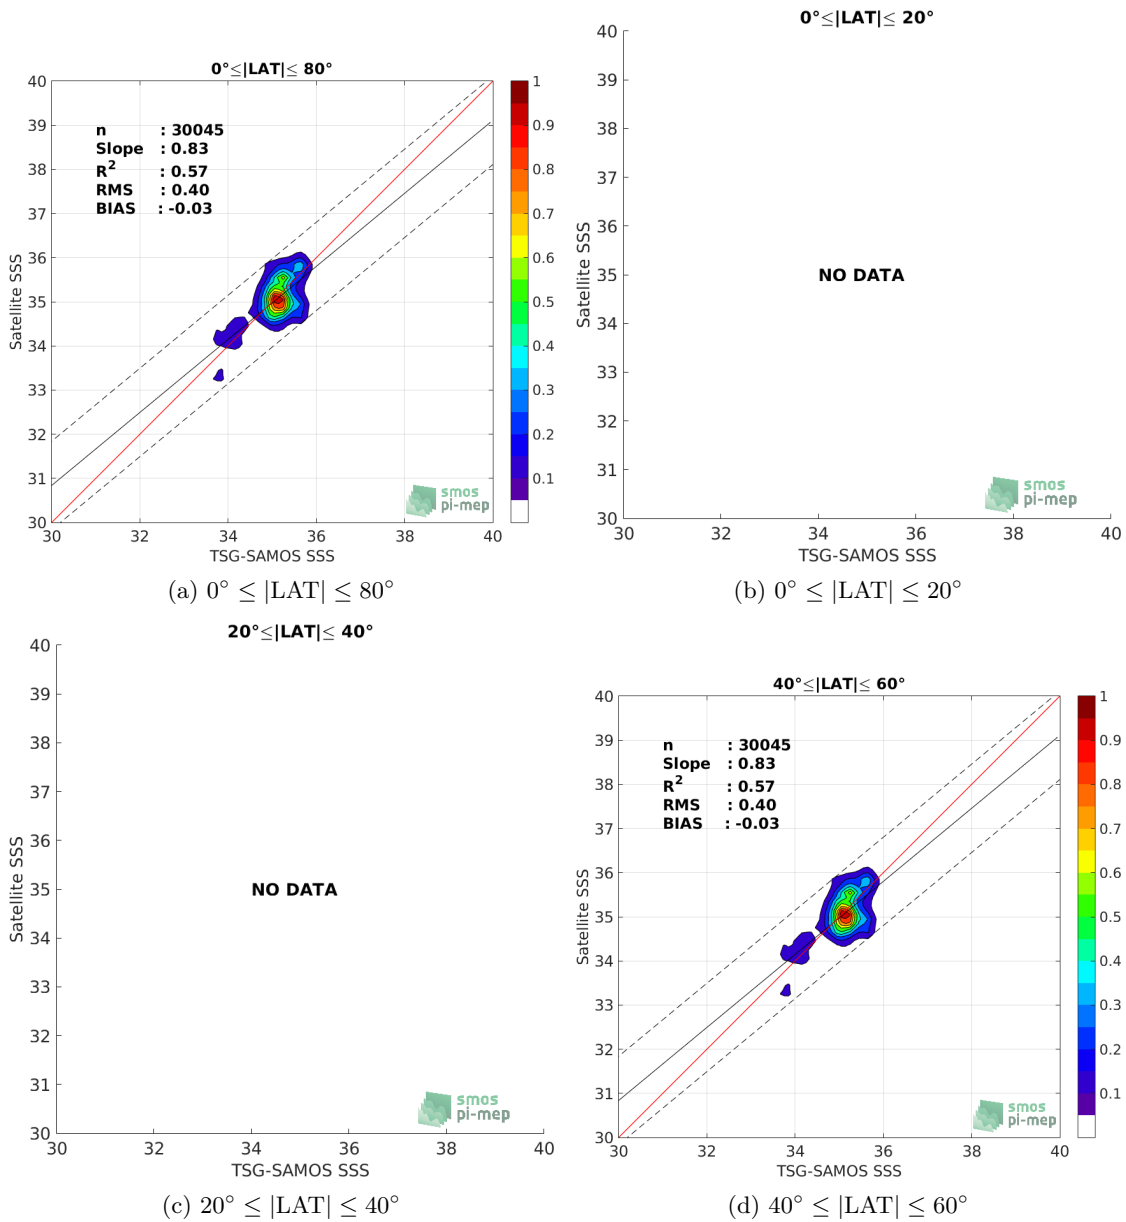 0°≤|LAT|≤ 80°
40
39
38
37
36
35
34
33
32
31
30
Satellite SSS
n : 30045
Slope : 0.83
R² : 0.57
RMS : 0.40
BIAS : -0.03
smos
pi-mep
30 32 34 36 38 40
TSG-SAMOS SSS
1
0.9
0.8
0.7
0.6
0.5
0.4
0.3
0.2
0.1
(a) 0° ≤ |LAT| ≤ 80°
0°≤|LAT|≤ 20°
40
39
38
37
36
35
34
33
32
31
30
Satellite SSS
NO DATA
smos
pi-mep
30 32 34 36 38 40
TSG-SAMOS SSS
(b) 0° ≤ |LAT| ≤ 20°
20°≤|LAT|≤ 40°
40
39
38
37
36
35
34
33
32
31
30
Satellite SSS
NO DATA
smos
pi-mep
30 32 34 36 38 40
TSG-SAMOS SSS
(c) 20° ≤ |LAT| ≤ 40°
40°≤|LAT|≤ 60°
40
39
38
37
36
35
34
33
32
31
30
Satellite SSS
n : 30045
Slope : 0.83
R² : 0.57
RMS : 0.40
BIAS : -0.03
smos
pi-mep
30 32 34 36 38 40
TSG-SAMOS SSS
1
0.9
0.8
0.7
0.6
0.5
0.4
0.3
0.2
0.1
(d) 40° ≤ |LAT| ≤ 60°